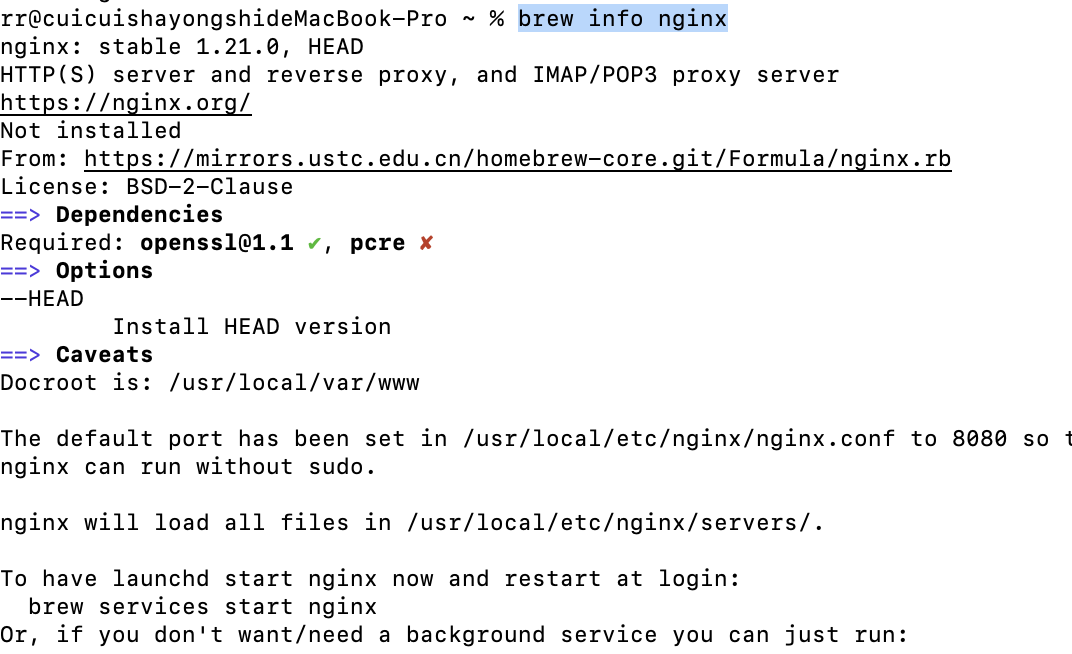 rr@cuicuishayongshideMacBook-Pro ~ % brew info nginx
nginx: stable 1.21.0, HEAD
HTTP(S) server and reverse proxy, and IMAP/POP3 proxy server
https://nginx.org/
Not installed
From: https://mirrors.ustc.edu.cn/homebrew-core.git/Formula/nginx.rb
License: BSD-2-Clause
==> Dependencies
Required: openssl@1.1 ✔, pcre ✘
==> Options
--HEAD
        Install HEAD version
==> Caveats
Docroot is: /usr/local/var/www

The default port has been set in /usr/local/etc/nginx/nginx.conf to 8080 so t
nginx can run without sudo.

nginx will load all files in /usr/local/etc/nginx/servers/.

To have launchd start nginx now and restart at login:
  brew services start nginx
Or, if you don't want/need a background service you can just run: